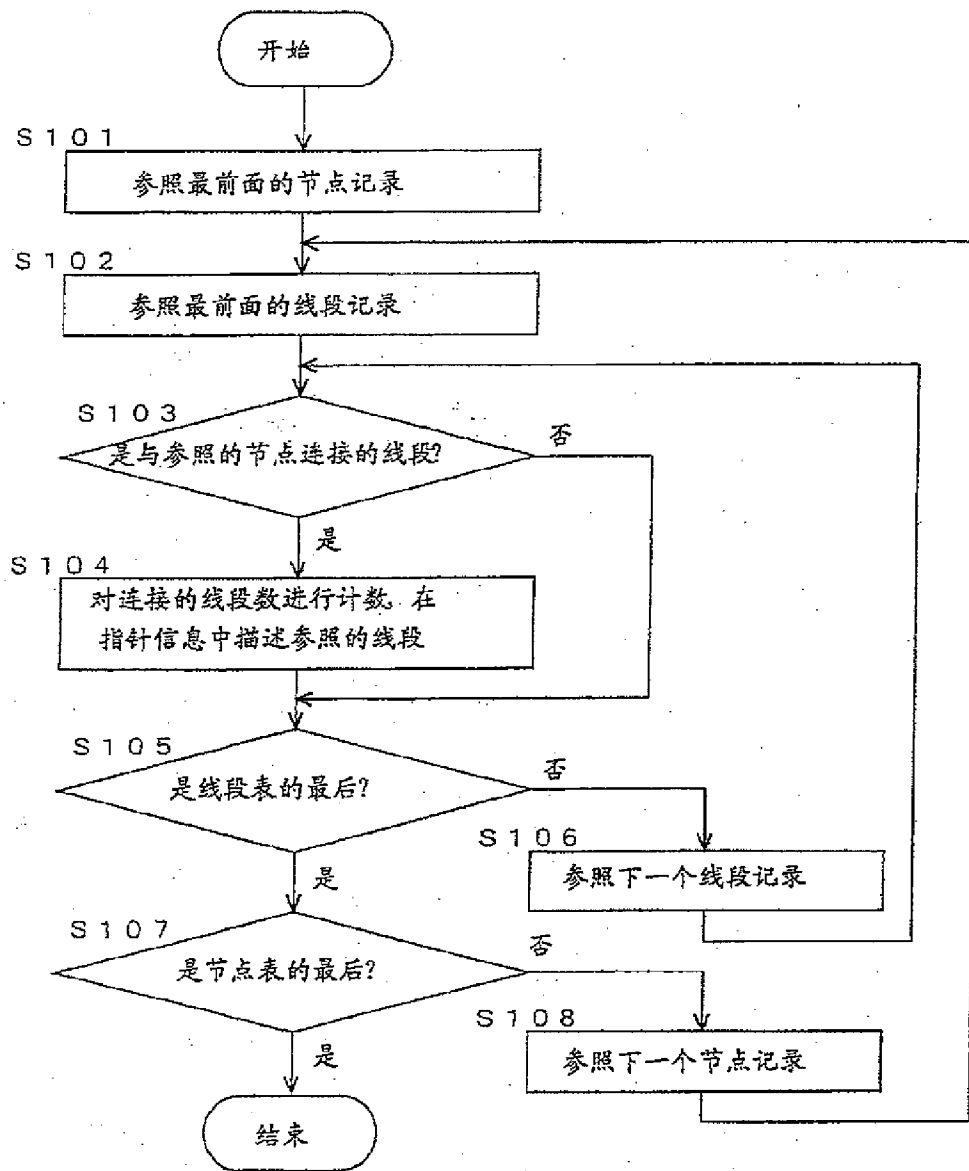 开始
S101
参照最前面的节点记录
S102
参照最前面的线段记录
S103
是与参照的节点连接的线段?
否
是
S104
对连接的线段数进行计数,在
指针信息中描述参照的线段
S105
是线段表的最后?
否
S106
参照下一个线段记录
是
S107
是节点表的最后?
否
S108
参照下一个节点记录
是
结束